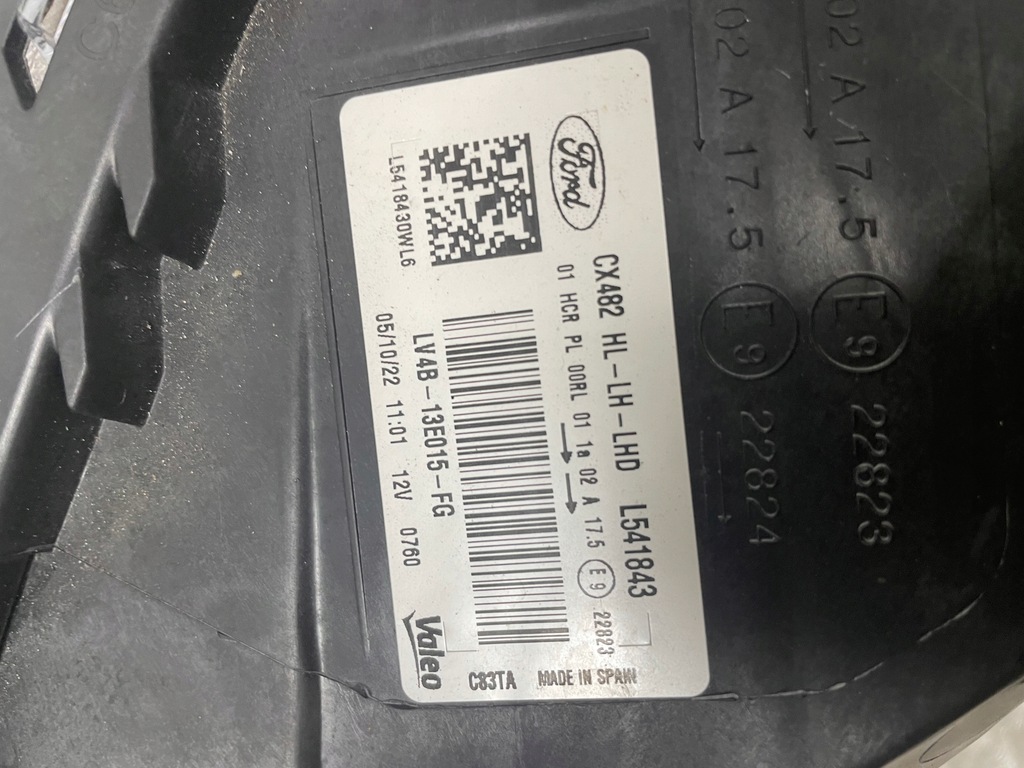 02 A 17.5 E9 22823
02 A 17.5 E9 22824
Ford
CX482 HL-LH-LHD L541843
01 HCR PL 00RL 01 1a 02 A 17.5 E9 22823
L5418430WL6
LV4B-13E015-FG
05/10/22 11:01 12V 0760
Valeo
C83TA MADE IN SPAIN